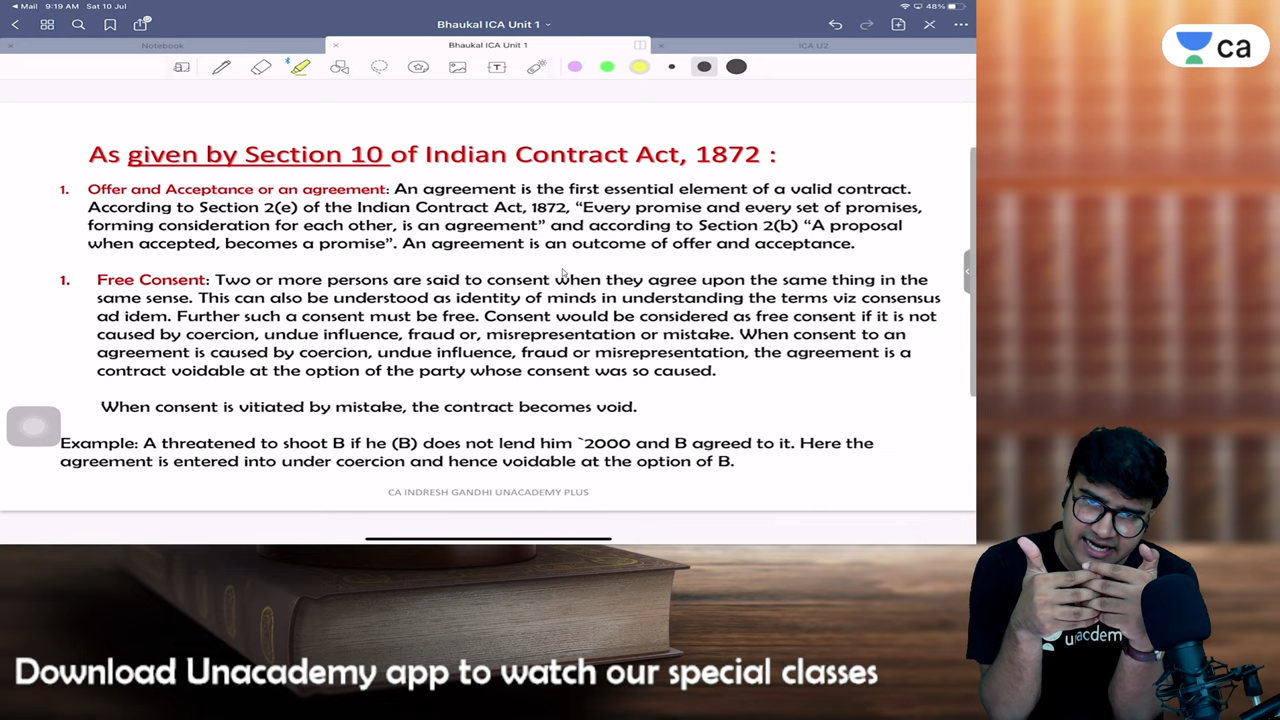 Mail 9:19 AM Sat 10 Jul 48%
Bhaukal ICA Unit 1
Notebook Bhaukal ICA Unit 1 ICA U2
ca
As given by Section 10 of Indian Contract Act, 1872 :
1. Offer and Acceptance or an agreement: An agreement is the first essential element of a valid contract.
According to Section 2(e) of the Indian Contract Act, 1872, “Every promise and every set of promises,
forming consideration for each other, is an agreement” and according to Section 2(b) “A proposal
when accepted, becomes a promise”. An agreement is an outcome of offer and acceptance.
1. Free Consent: Two or more persons are said to consent when they agree upon the same thing in the
same sense. This can also be understood as identity of minds in understanding the terms viz consensus
ad idem. Further such a consent must be free. Consent would be considered as free consent if it is not
caused by coercion, undue influence, fraud or, misrepresentation or mistake. When consent to an
agreement is caused by coercion, undue influence, fraud or misrepresentation, the agreement is a
contract voidable at the option of the party whose consent was so caused.
When consent is vitiated by mistake, the contract becomes void.
Example: A threatened to shoot B if he (B) does not lend him `2000 and B agreed to it. Here the
agreement is entered into under coercion and hence voidable at the option of B.
CA INDRESH GANDHI UNACADEMY PLUS
unacdem
Download Unacademy app to watch our special classes